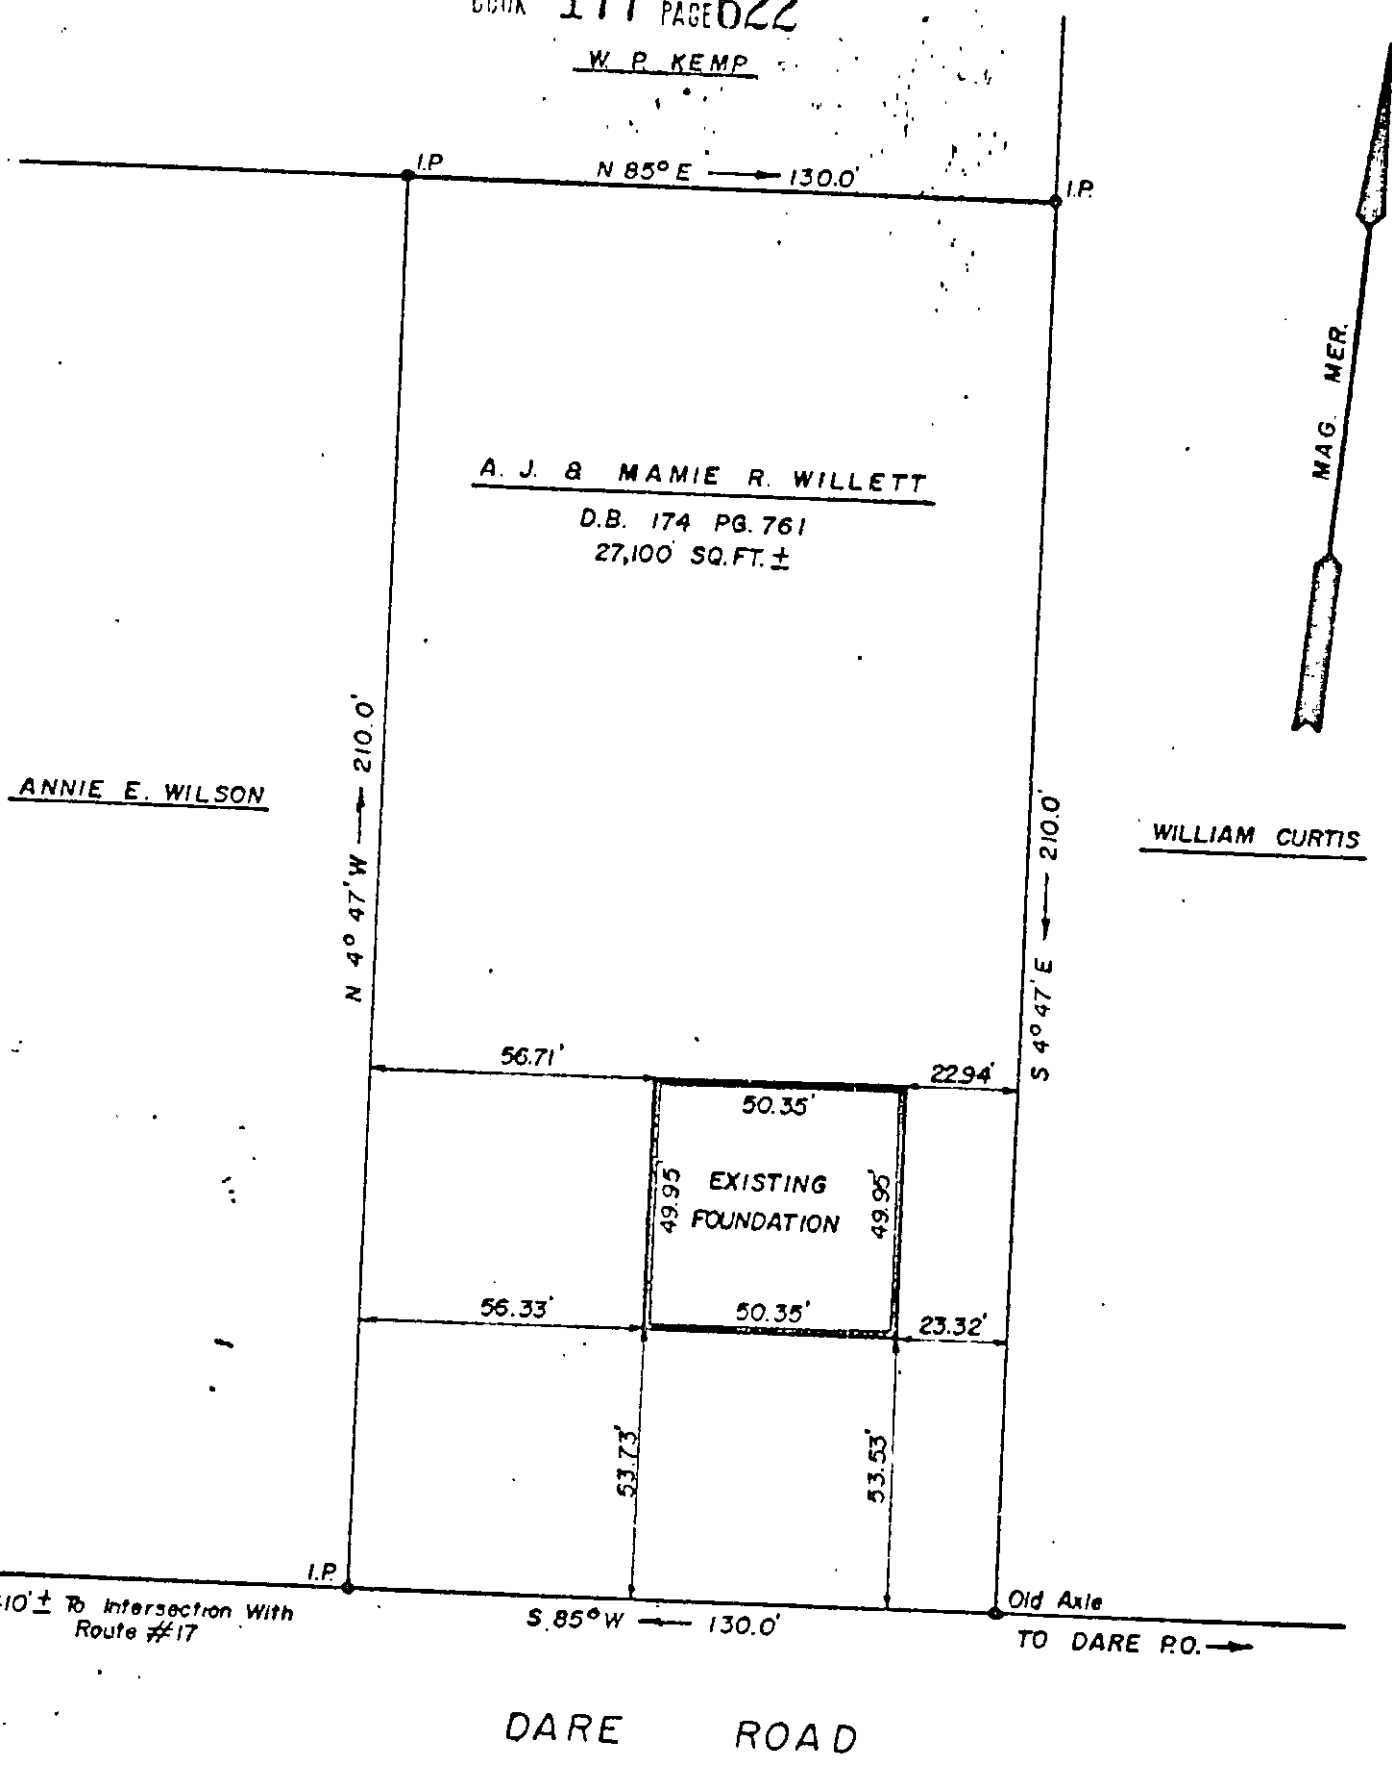 BOOK 177 PAGE 622
W. P. KEMP
I.P.
N 85° E → 130.0'
I.P.
MAG. MER.
A. J. & MAMIE R. WILLETT
D.B. 174 PG. 761
27,100 SQ. FT. ±
N 4° 47' W → 210.0'
ANNIE E. WILSON
S 4° 47' E ← 210.0'
WILLIAM CURTIS
56.71'
22.94'
50.35'
49.95'
EXISTING
FOUNDATION
49.95'
56.33'
50.35'
23.32'
53.73'
53.53'
I.P.
10' ± To Intersection With
Route #17
S. 85° W ← 130.0'
Old Axle
TO DARE P.O. →
DARE ROAD